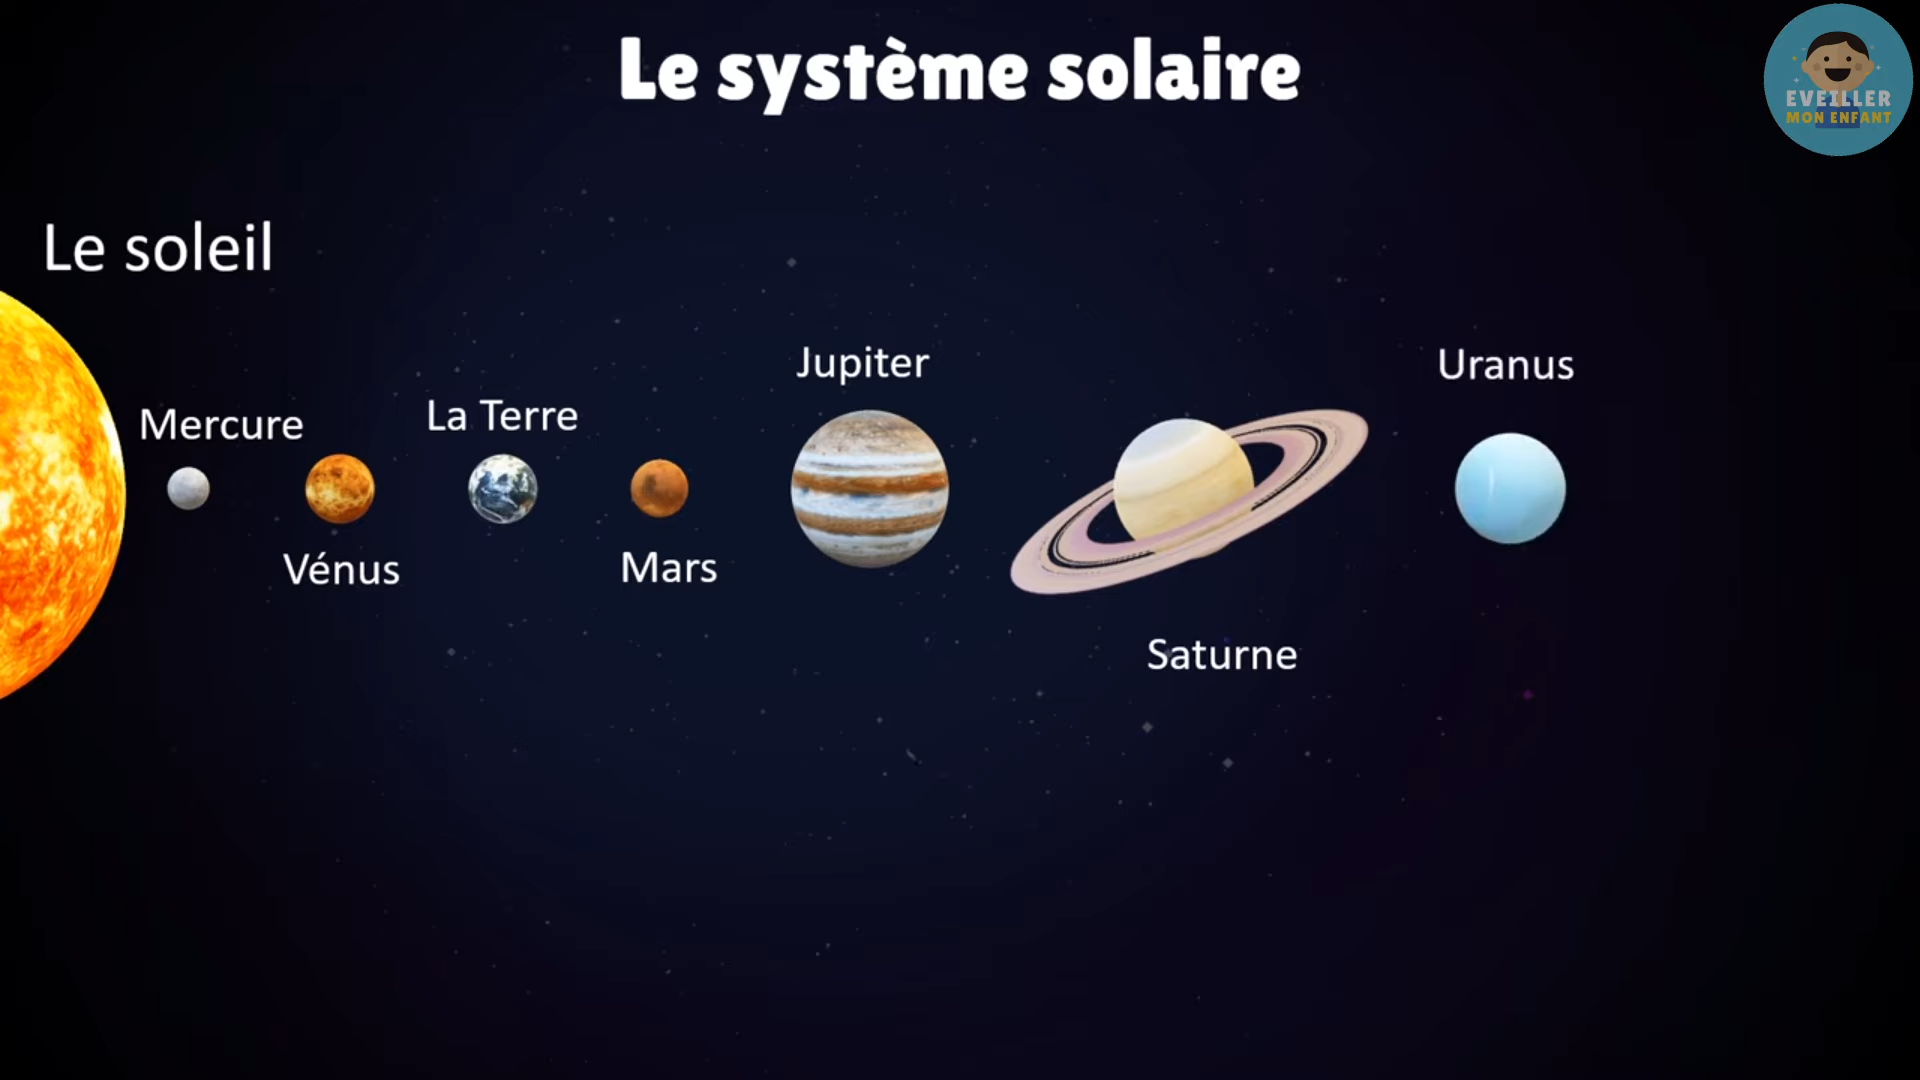 Le système solaire
EVEILLER
MON ENFANT
Le soleil
Mercure
Vénus
La Terre
Mars
Jupiter
Saturne
Uranus